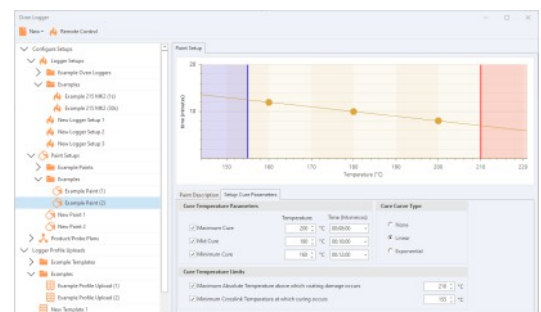 Oven Logger
New
Remote Control
Configure Setups
Logger Setups
Example Oven Loggers
Examples
Example 215 MK2 (1s)
Example 215 MK2 (30s)
New Logger Setup 1
New Logger Setup 2
New Logger Setup 3
Paint Setups
Example Paints
Examples
Example Paint (1)
Example Paint (2)
New Paint 1
New Paint 2
Product/Probe Plans
Logger Profile Uploads
Example Templates
Examples
Example Profile Upload (1)
Example Profile Upload (2)
New Template 1
Paint Setup
20
10
time (minutes)
150 160 170 180 190 200 210 220
Temperature (°C)
Paint Description Setup Cure Parameters
Cure Temperature Parameters
Temperature Time (hh:mm:ss)
Maximum Cure 200 °C 00:08:00
Mid Cure 180 °C 00:10:00
Minimum Cure 160 °C 00:12:00
Cure Curve Type
None
Linear
Exponential
Cure Temperature Limits
Maximum Absolute Temperature above which coating damage occurs 210 °C
Minimum Crosslink Temperature at which curing occurs 155 °C